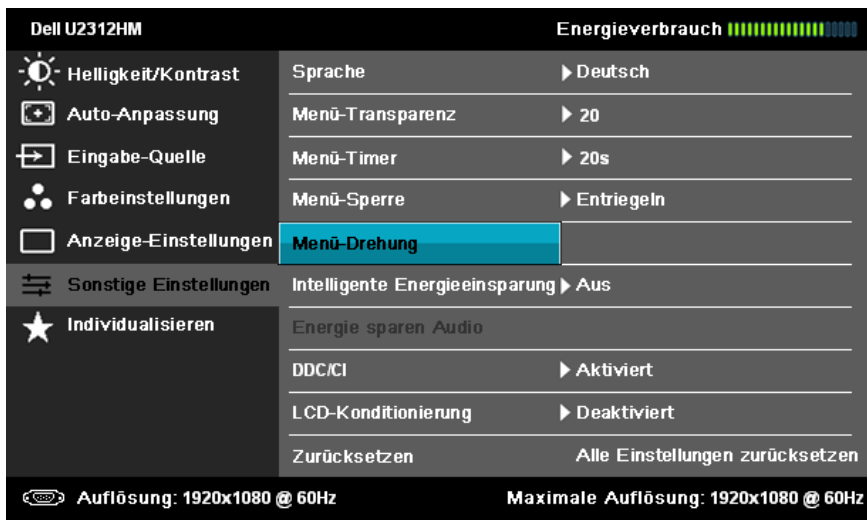 Dell U2312HM
Energieverbrauch
Helligkeit/Kontrast
Auto-Anpassung
Eingabe-Quelle
Farbeinstellungen
Anzeige-Einstellungen
Sonstige Einstellungen
Individualisieren
Sprache Deutsch
Menü-Transparenz 20
Menü-Timer 20s
Menü-Sperre Entriegeln
Menü-Drehung
Intelligente Energieeinsparung Aus
Energie sparen Audio
DDC/CI Aktiviert
LCD-Konditionierung Deaktiviert
Zurücksetzen Alle Einstellungen zurücksetzen
Auflösung: 1920x1080 @ 60Hz
Maximale Auflösung: 1920x1080 @ 60Hz